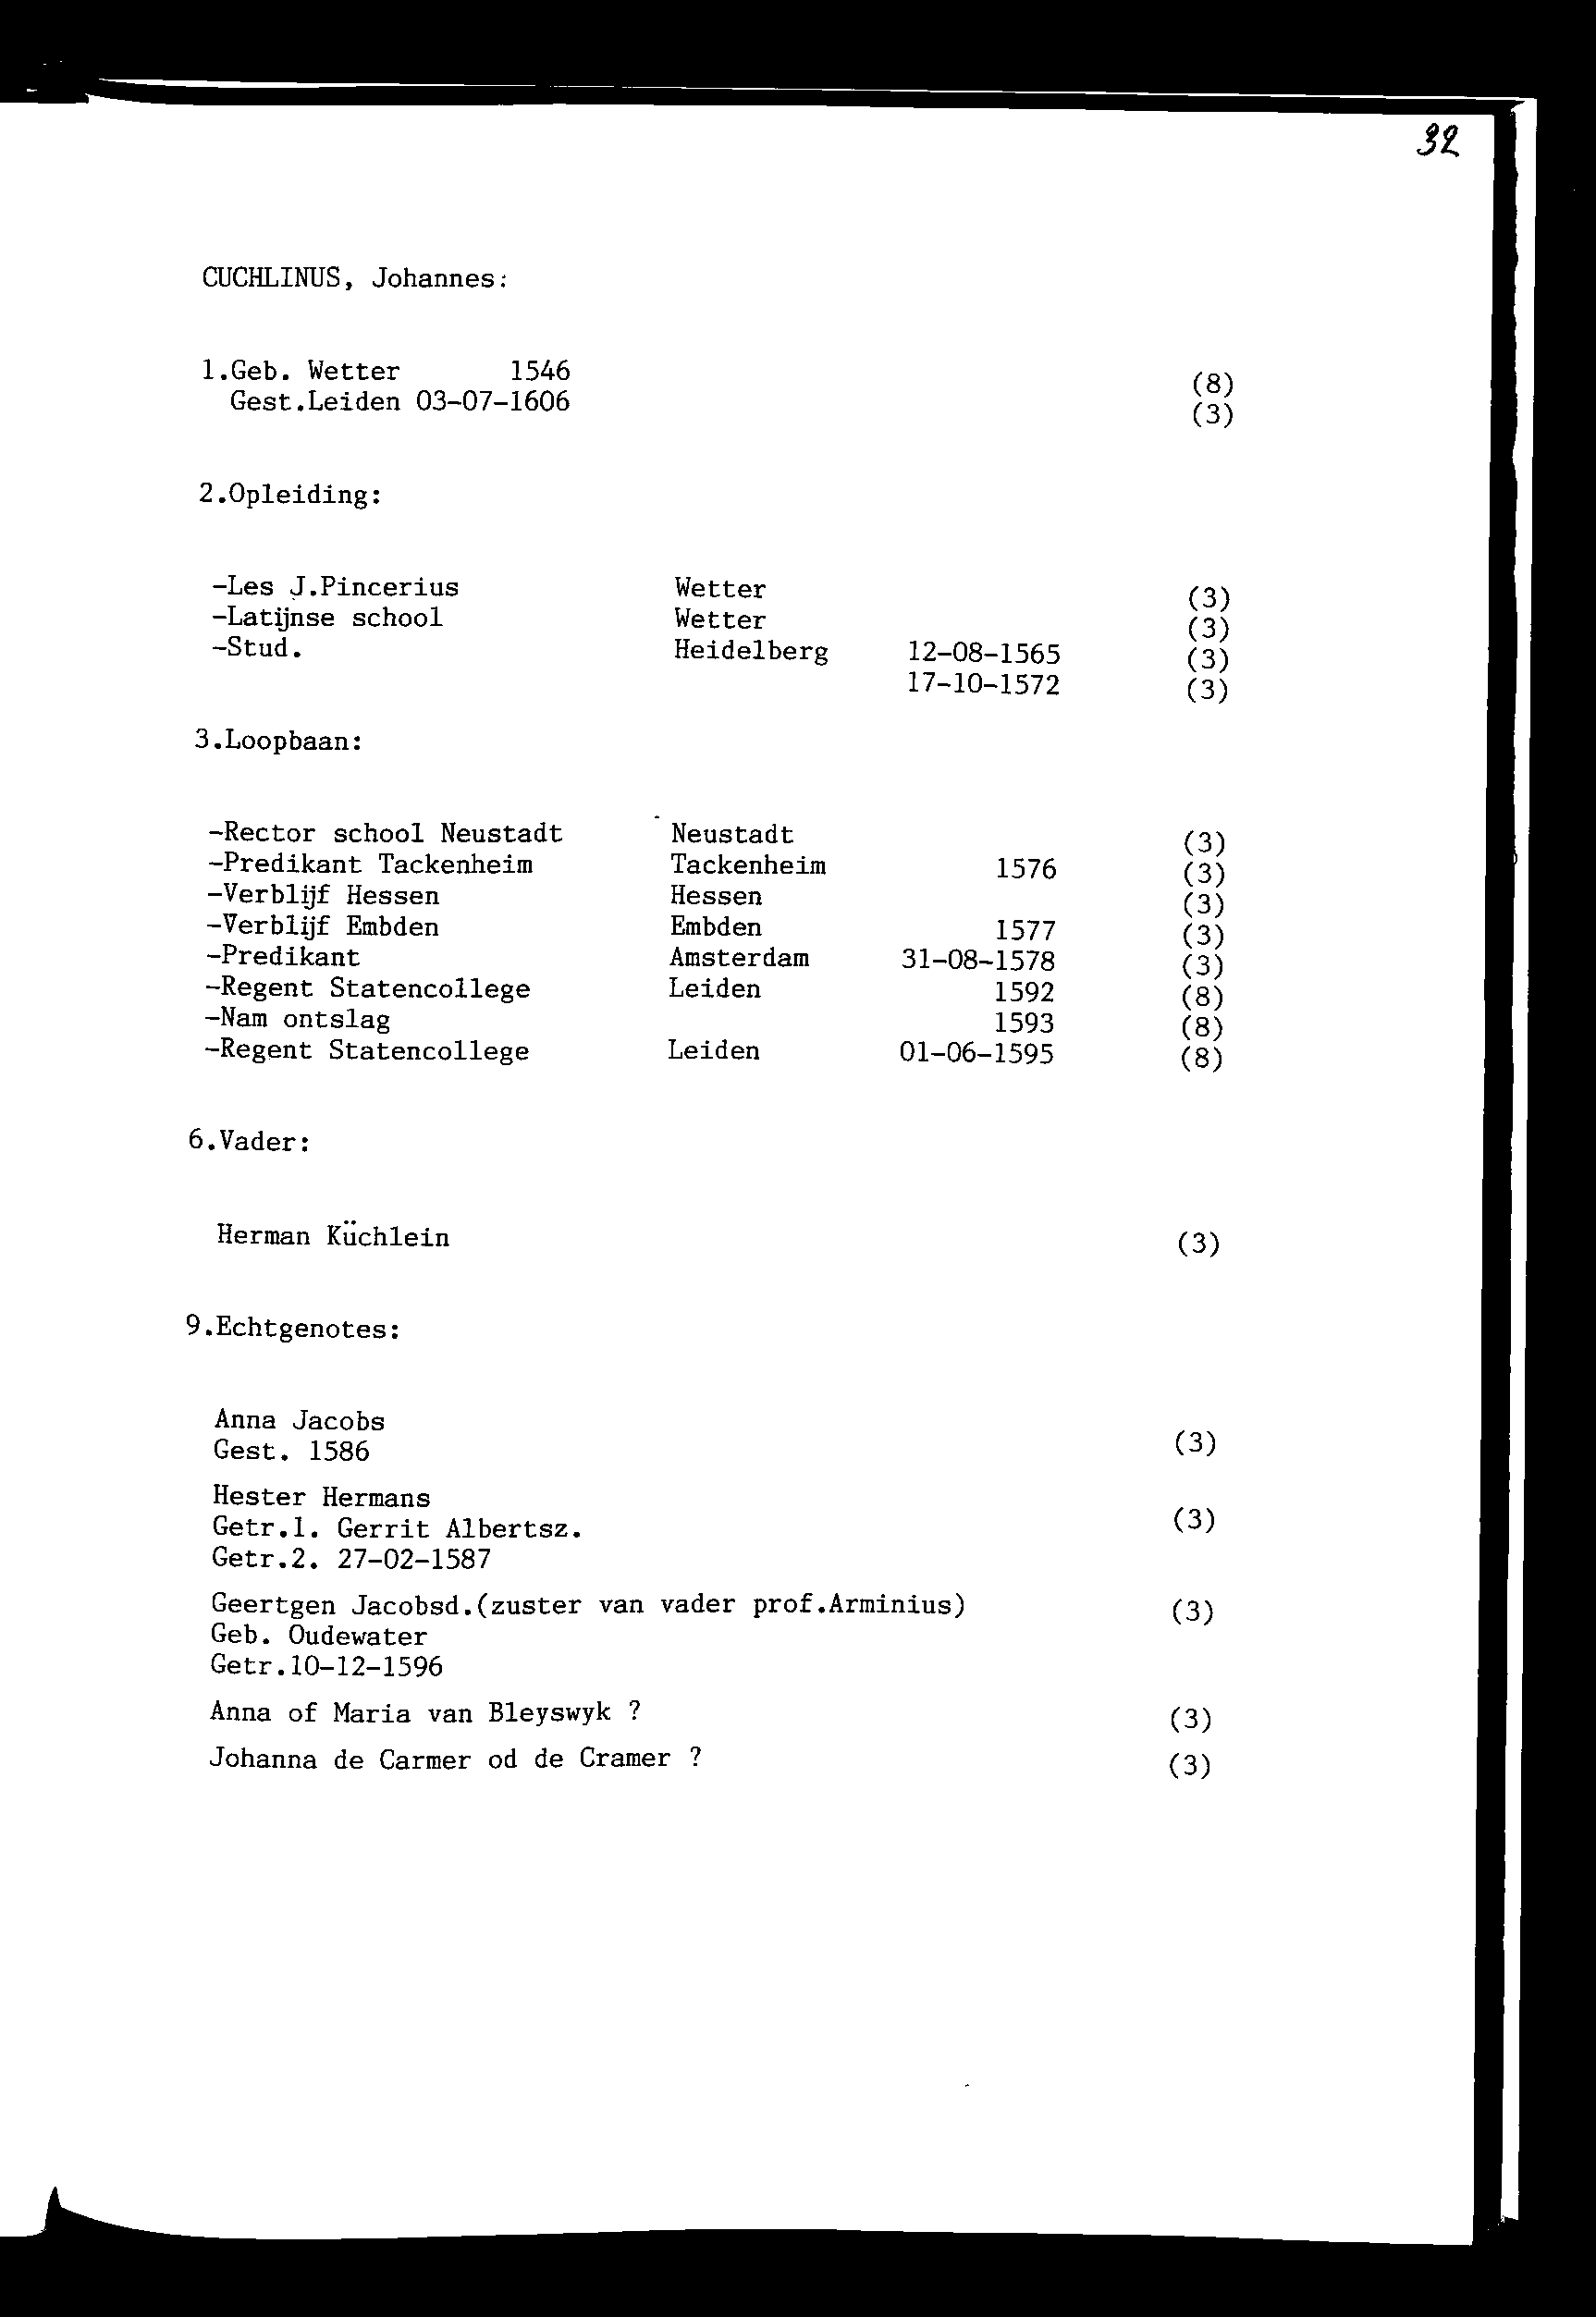 32
CUCHLINUS, Johannes:
1.Geb. Wetter 1546 (8)
Gest.Leiden 03-07-1606 (3)
2.Opleiding:
-Les J.Pincerius Wetter (3)
-Latijnse school Wetter (3)
-Stud. Heidelberg 12-08-1565 (3)
17-10-1572 (3)
3.Loopbaan:
-Rector school Neustadt Neustadt (3)
-Predikant Tackenheim Tackenheim 1576 (3)
-Verblijf Hessen Hessen (3)
-Verblijf Embden Embden 1577 (3)
-Predikant Amsterdam 31-08-1578 (3)
-Regent Statencollege Leiden 1592 (8)
-Nam ontslag 1593 (8)
-Regent Statencollege Leiden 01-06-1595 (8)
6.Vader:
Herman Küchlein (3)
9.Echtgenotes:
Anna Jacobs
Gest. 1586 (3)
Hester Hermans
Getr.1. Gerrit Albertsz. (3)
Getr.2. 27-02-1587
Geertgen Jacobsd.(zuster van vader prof.Arminius) (3)
Geb. Oudewater
Getr.10-12-1596
Anna of Maria van Bleyswyk ? (3)
Johanna de Carmer od de Cramer ? (3)